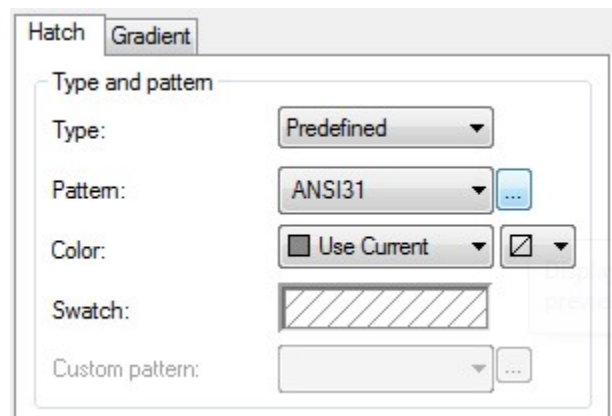 Hatch Gradient
Type and pattern
Type: Predefined
Pattern: ANSI31 ...
Color: Use Current
Swatch:
Custom pattern: ...